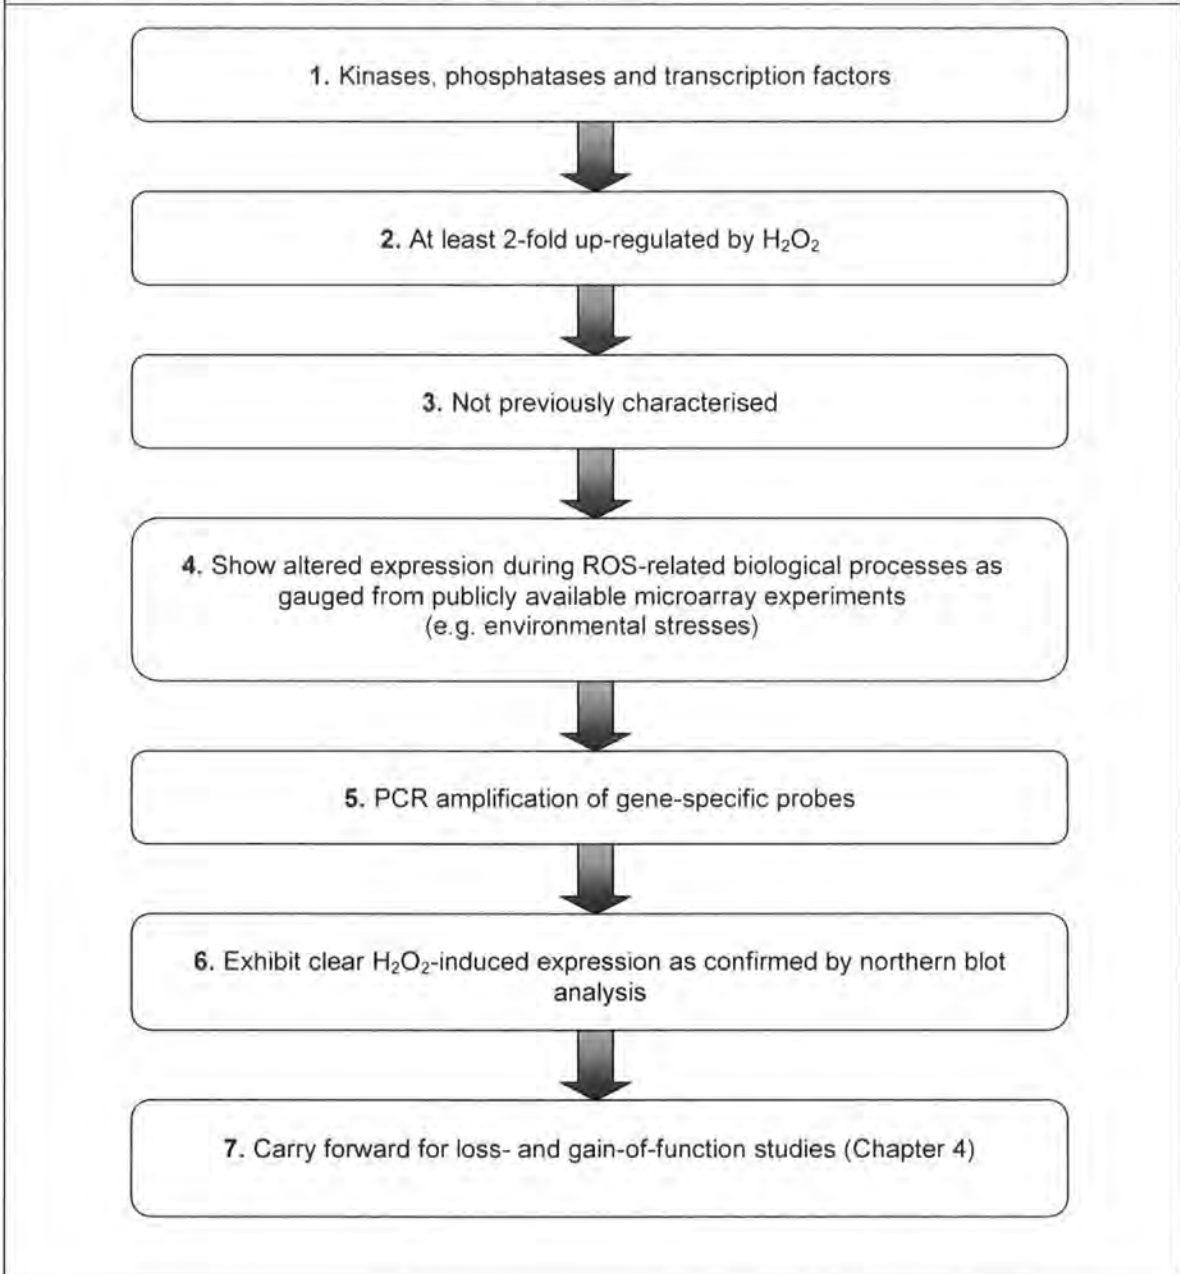 1. Kinases, phosphatases and transcription factors
2. At least 2-fold up-regulated by H₂O₂
3. Not previously characterised
4. Show altered expression during ROS-related biological processes as
gauged from publicly available microarray experiments
(e.g. environmental stresses)
5. PCR amplification of gene-specific probes
6. Exhibit clear H₂O₂-induced expression as confirmed by northern blot
analysis
7. Carry forward for loss- and gain-of-function studies (Chapter 4)